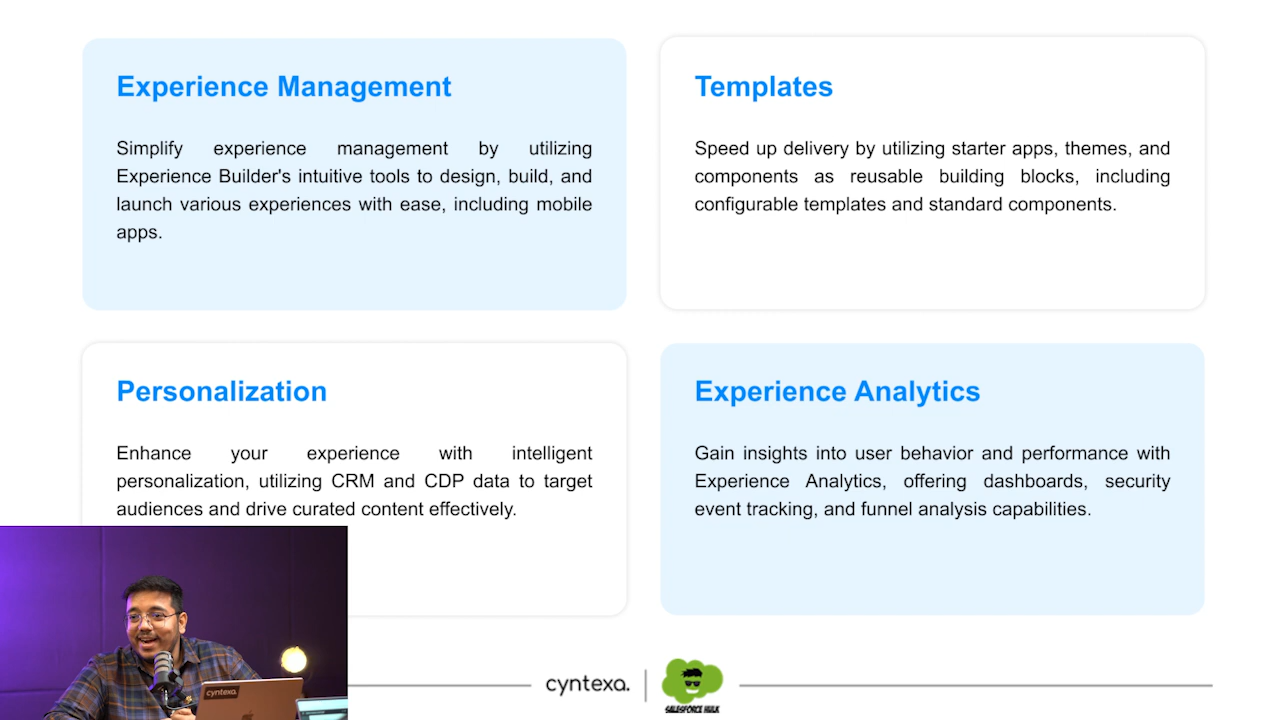 Experience Management
Simplify experience management by utilizing
Experience Builder's intuitive tools to design, build, and
launch various experiences with ease, including mobile
apps.
Templates
Speed up delivery by utilizing starter apps, themes, and
components as reusable building blocks, including
configurable templates and standard components.
Personalization
Enhance your experience with intelligent
personalization, utilizing CRM and CDP data to target
audiences and drive curated content effectively.
Experience Analytics
Gain insights into user behavior and performance with
Experience Analytics, offering dashboards, security
event tracking, and funnel analysis capabilities.
cyntexa.
cyntexa.
SALESFORCE HULK